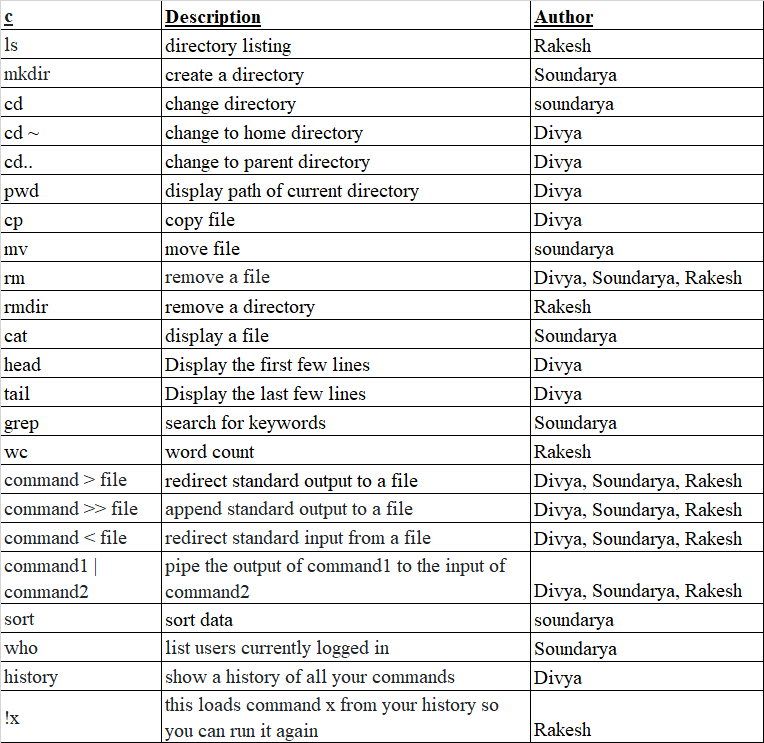 c Description Author
ls directory listing Rakesh
mkdir create a directory Soundarya
cd change directory soundarya
cd ~ change to home directory Divya
cd.. change to parent directory Divya
pwd display path of current directory Divya
cp copy file Divya
mv move file soundarya
rm remove a file Divya, Soundarya, Rakesh
rmdir remove a directory Rakesh
cat display a file Soundarya
head Display the first few lines Divya
tail Display the last few lines Divya
grep search for keywords Soundarya
wc word count Rakesh
command > file redirect standard output to a file Divya, Soundarya, Rakesh
command >> file append standard output to a file Divya, Soundarya, Rakesh
command < file redirect standard input from a file Divya, Soundarya, Rakesh
command1 | pipe the output of command1 to the input of
command2 command2 Divya, Soundarya, Rakesh
sort sort data soundarya
who list users currently logged in Soundarya
history show a history of all your commands Divya
!x this loads command x from your history so
you can run it again Rakesh